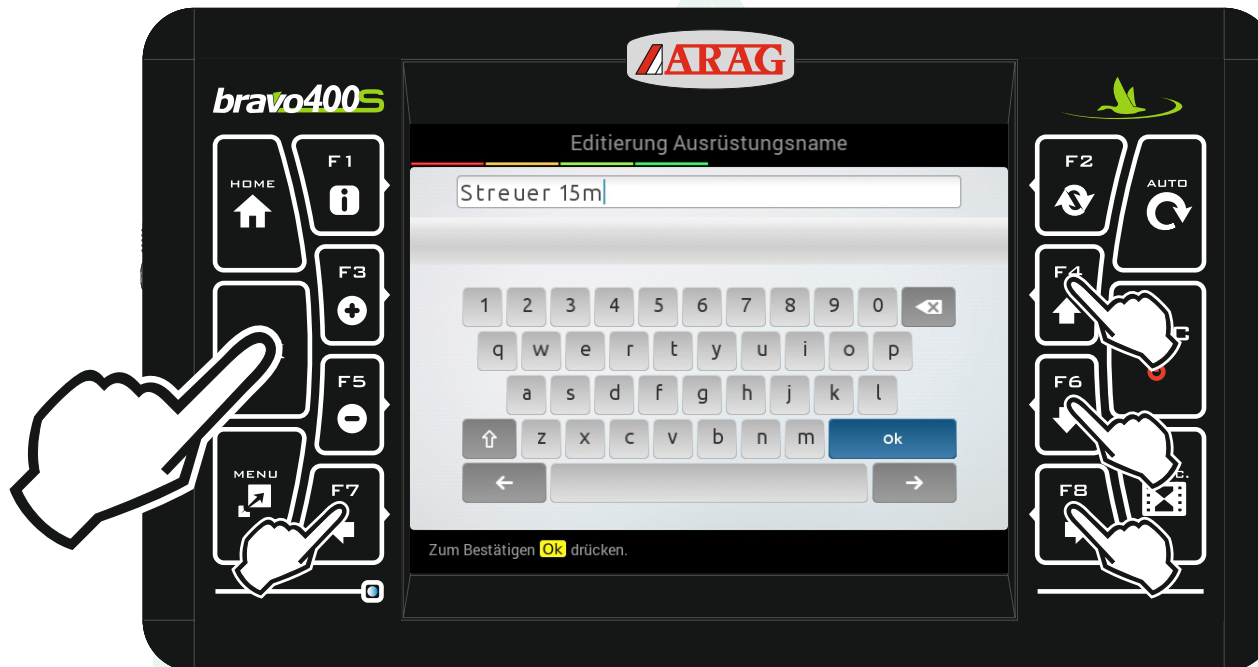 ARAG
bravo400S
Editierung Ausrüstungsname
F1
HOME
F2
AUTO
Streuer 15m
F3
F4
C
1 2 3 4 5 6 7 8 9 0
q w e r t y u i o p
F5
F6
a s d f g h j k l
z x c v b n m ok
MENU
F7
F8
C.
Zum Bestätigen Ok drücken.